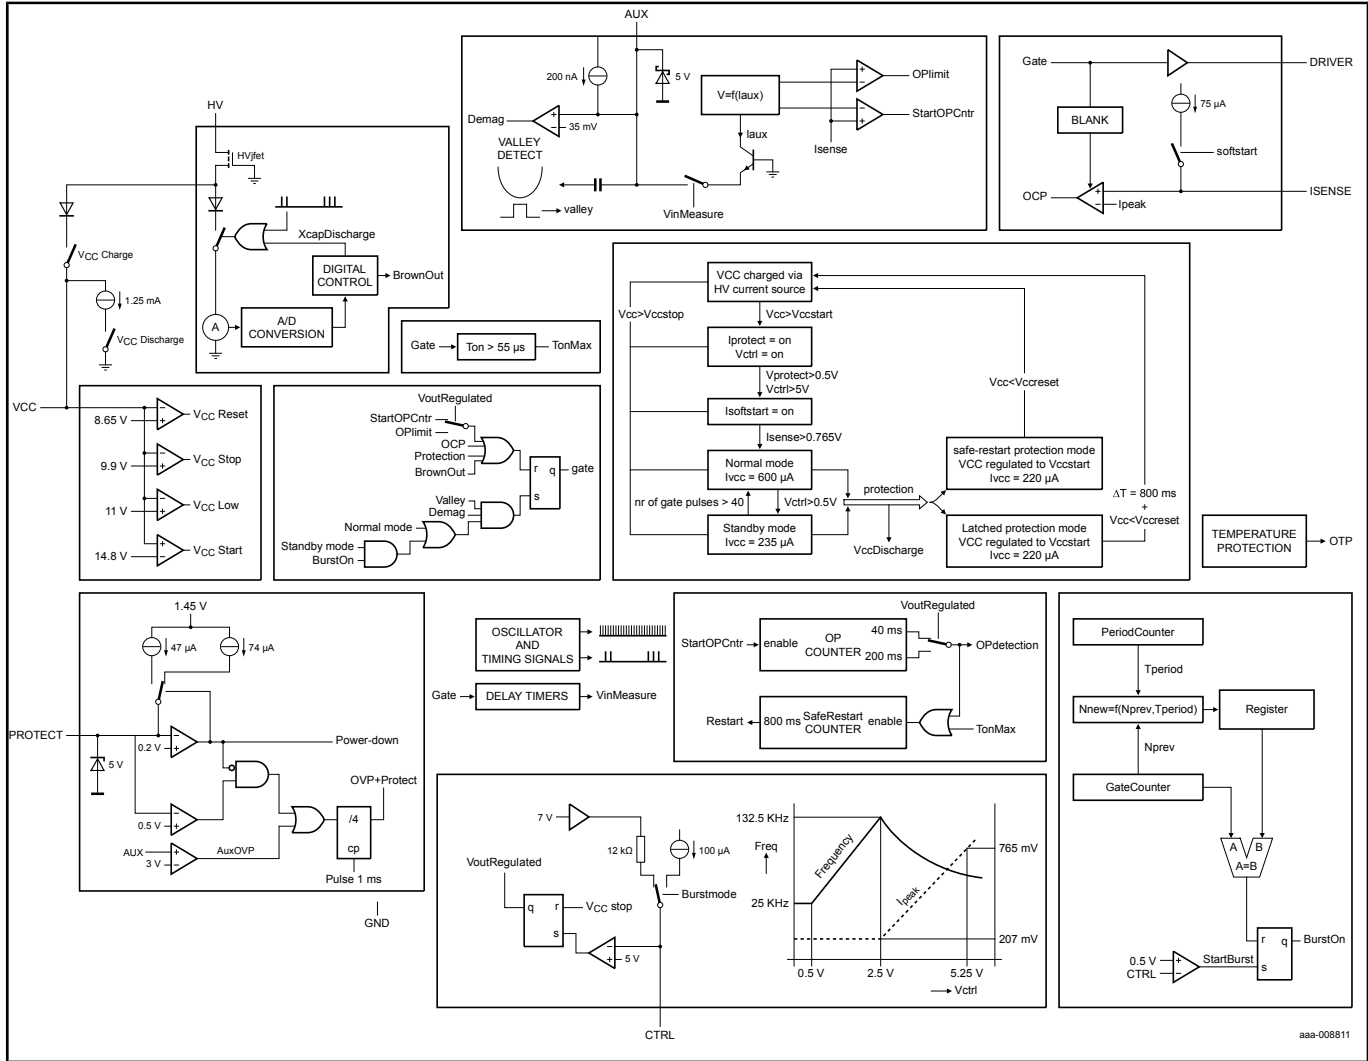 AUX
200 nA
5 V
V=f(Iaux)
OPlimit
StartOPCntr
Demag
35 mV
VALLEY
DETECT
Iaux
Isense
valley
VinMeasure
Gate
DRIVER
75 µA
BLANK
softstart
OCP
Ipeak
ISENSE
HV
HVjfet
XcapDischarge
DIGITAL
CONTROL
BrownOut
A
A/D
CONVERSION
VCC Charge
1.25 mA
VCC Discharge
Gate
Ton > 55 µs
TonMax
VCC
8.65 V
VCC Reset
9.9 V
VCC Stop
11 V
VCC Low
14.8 V
VCC Start
VoutRegulated
StartOPCntr
OPlimit
OCP
Protection
BrownOut
Valley
Demag
Normal mode
Standby mode
BurstOn
r
q
s
gate
VCC charged via
HV current source
Vcc>Vccstop
Vcc>Vccstart
Iprotect = on
Vctrl = on
Vprotect>0.5V
Vctrl>5V
Isoftstart = on
Isense>0.765V
Normal mode
Ivcc = 600 µA
nr of gate pulses > 40
Vctrl>0.5V
Standby mode
Ivcc = 235 µA
protection
VccDischarge
Vcc<Vccreset
safe-restart protection mode
VCC regulated to Vccstart
Ivcc = 220 µA
Latched protection mode
VCC regulated to Vccstart
Ivcc = 220 µA
ΔT = 800 ms
+
Vcc<Vccreset
TEMPERATURE
PROTECTION
OTP
1.45 V
47 µA
74 µA
PROTECT
5 V
0.2 V
Power-down
OVP+Protect
0.5 V
AUX
3 V
AuxOVP
/4
cp
Pulse 1 ms
GND
OSCILLATOR
AND
TIMING SIGNALS
Gate
DELAY TIMERS
VinMeasure
VoutRegulated
StartOPCntr
enable
OP
COUNTER
40 ms
200 ms
OPdetection
Restart
800 ms
SafeRestart
COUNTER
enable
TonMax
7 V
12 kΩ
100 µA
Burstmode
VoutRegulated
q
r
s
VCC stop
5 V
CTRL
132.5 KHz
Freq
25 KHz
Frequency
Ipeak
765 mV
207 mV
0.5 V
2.5 V
5.25 V
Vctrl
PeriodCounter
Tperiod
Nnew=f(Nprev,Tperiod)
Register
Nprev
GateCounter
A
B
A=B
r
q
s
BurstOn
0.5 V
CTRL
StartBurst
aaa-008811